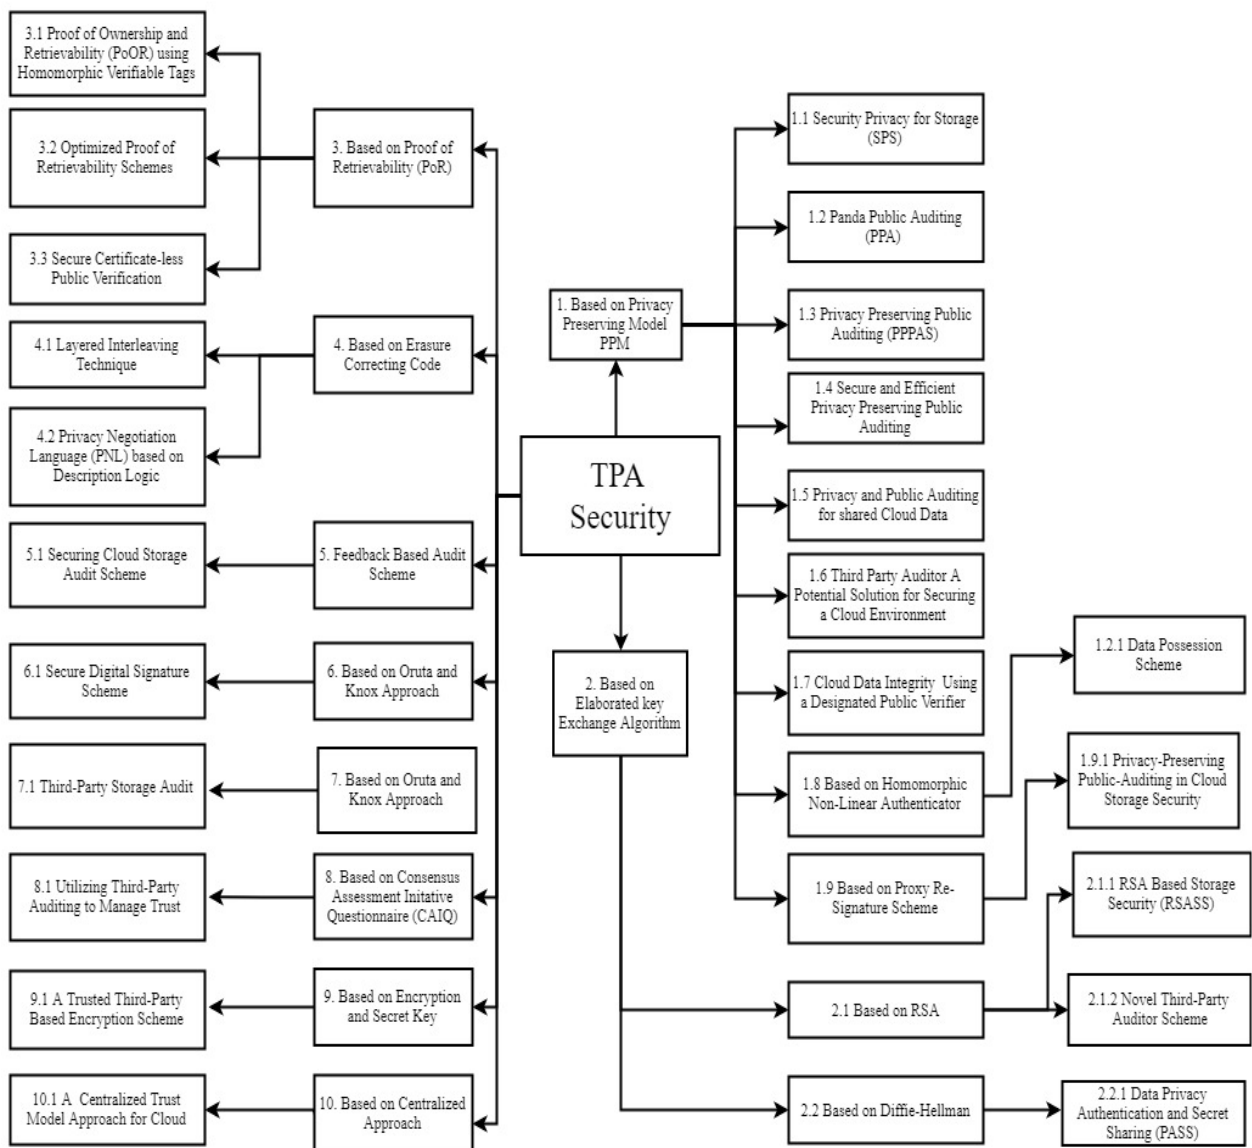 3.1 Proof of Ownership and
Retrievability (PoOR) using
Homomorphic Verifiable Tags
3.2 Optimized Proof of
Retrievability Schemes
3.3 Secure Certificate-less
Public Verification
4.1 Layered Interleaving
Technique
4.2 Privacy Negotiation
Language (PNL) based on
Description Logic
5.1 Securing Cloud Storage
Audit Scheme
6.1 Secure Digital Signature
Scheme
7.1 Third-Party Storage Audit
8.1 Utilizing Third-Party
Auditing to Manage Trust
9.1 A Trusted Third-Party
Based Encryption Scheme
10.1 A Centralized Trust
Model Approach for Cloud
3. Based on Proof of
Retrievability (PoR)
4. Based on Erasure
Correcting Code
5. Feedback Based Audit
Scheme
6. Based on Oruta and
Knox Approach
7. Based on Oruta and
Knox Approach
8. Based on Consensus
Assessment Initative
Questionnaire (CAIQ)
9. Based on Encryption
and Secret Key
10. Based on Centralized
Approach
1. Based on Privacy
Preserving Model
PPM
TPA
Security
2. Based on
Elaborated key
Exchange Algorithm
1.1 Security Privacy for Storage
(SPS)
1.2 Panda Public Auditing
(PPA)
1.3 Privacy Preserving Public
Auditing (PPPAS)
1.4 Secure and Efficient
Privacy Preserving Public
Auditing
1.5 Privacy and Public Auditing
for shared Cloud Data
1.6 Third Party Auditor A
Potential Solution for Securing
a Cloud Environment
1.7 Cloud Data Integrity Using
a Designated Public Verifier
1.8 Based on Homomorphic
Non-Linear Authenticator
1.9 Based on Proxy Re-
Signature Scheme
2.1 Based on RSA
2.2 Based on Diffie-Hellman
1.2.1 Data Possession
Scheme
1.9.1 Privacy-Preserving
Public-Auditing in Cloud
Storage Security
2.1.1 RSA Based Storage
Security (RSASS)
2.1.2 Novel Third-Party
Auditor Scheme
2.2.1 Data Privacy
Authentication and Secret
Sharing (PASS)